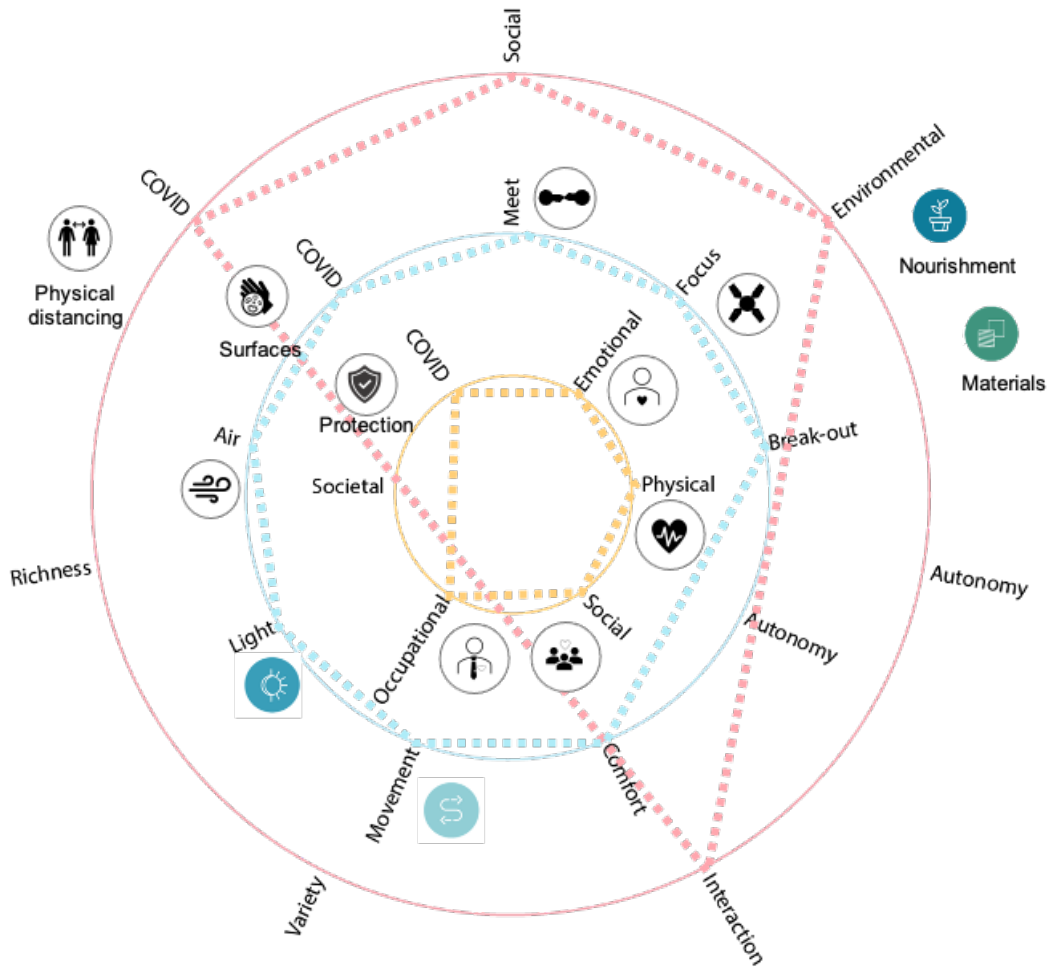 Social
COVID
Environmental
Physical
distancing
Nourishment
Meet
COVID
Focus
Surfaces
COVID
Emotional
Materials
Protection
Air
Break-out
Societal
Physical
Richness
Autonomy
Light
Occupational
Social
Autonomy
Movement
Comfort
Variety
Interaction